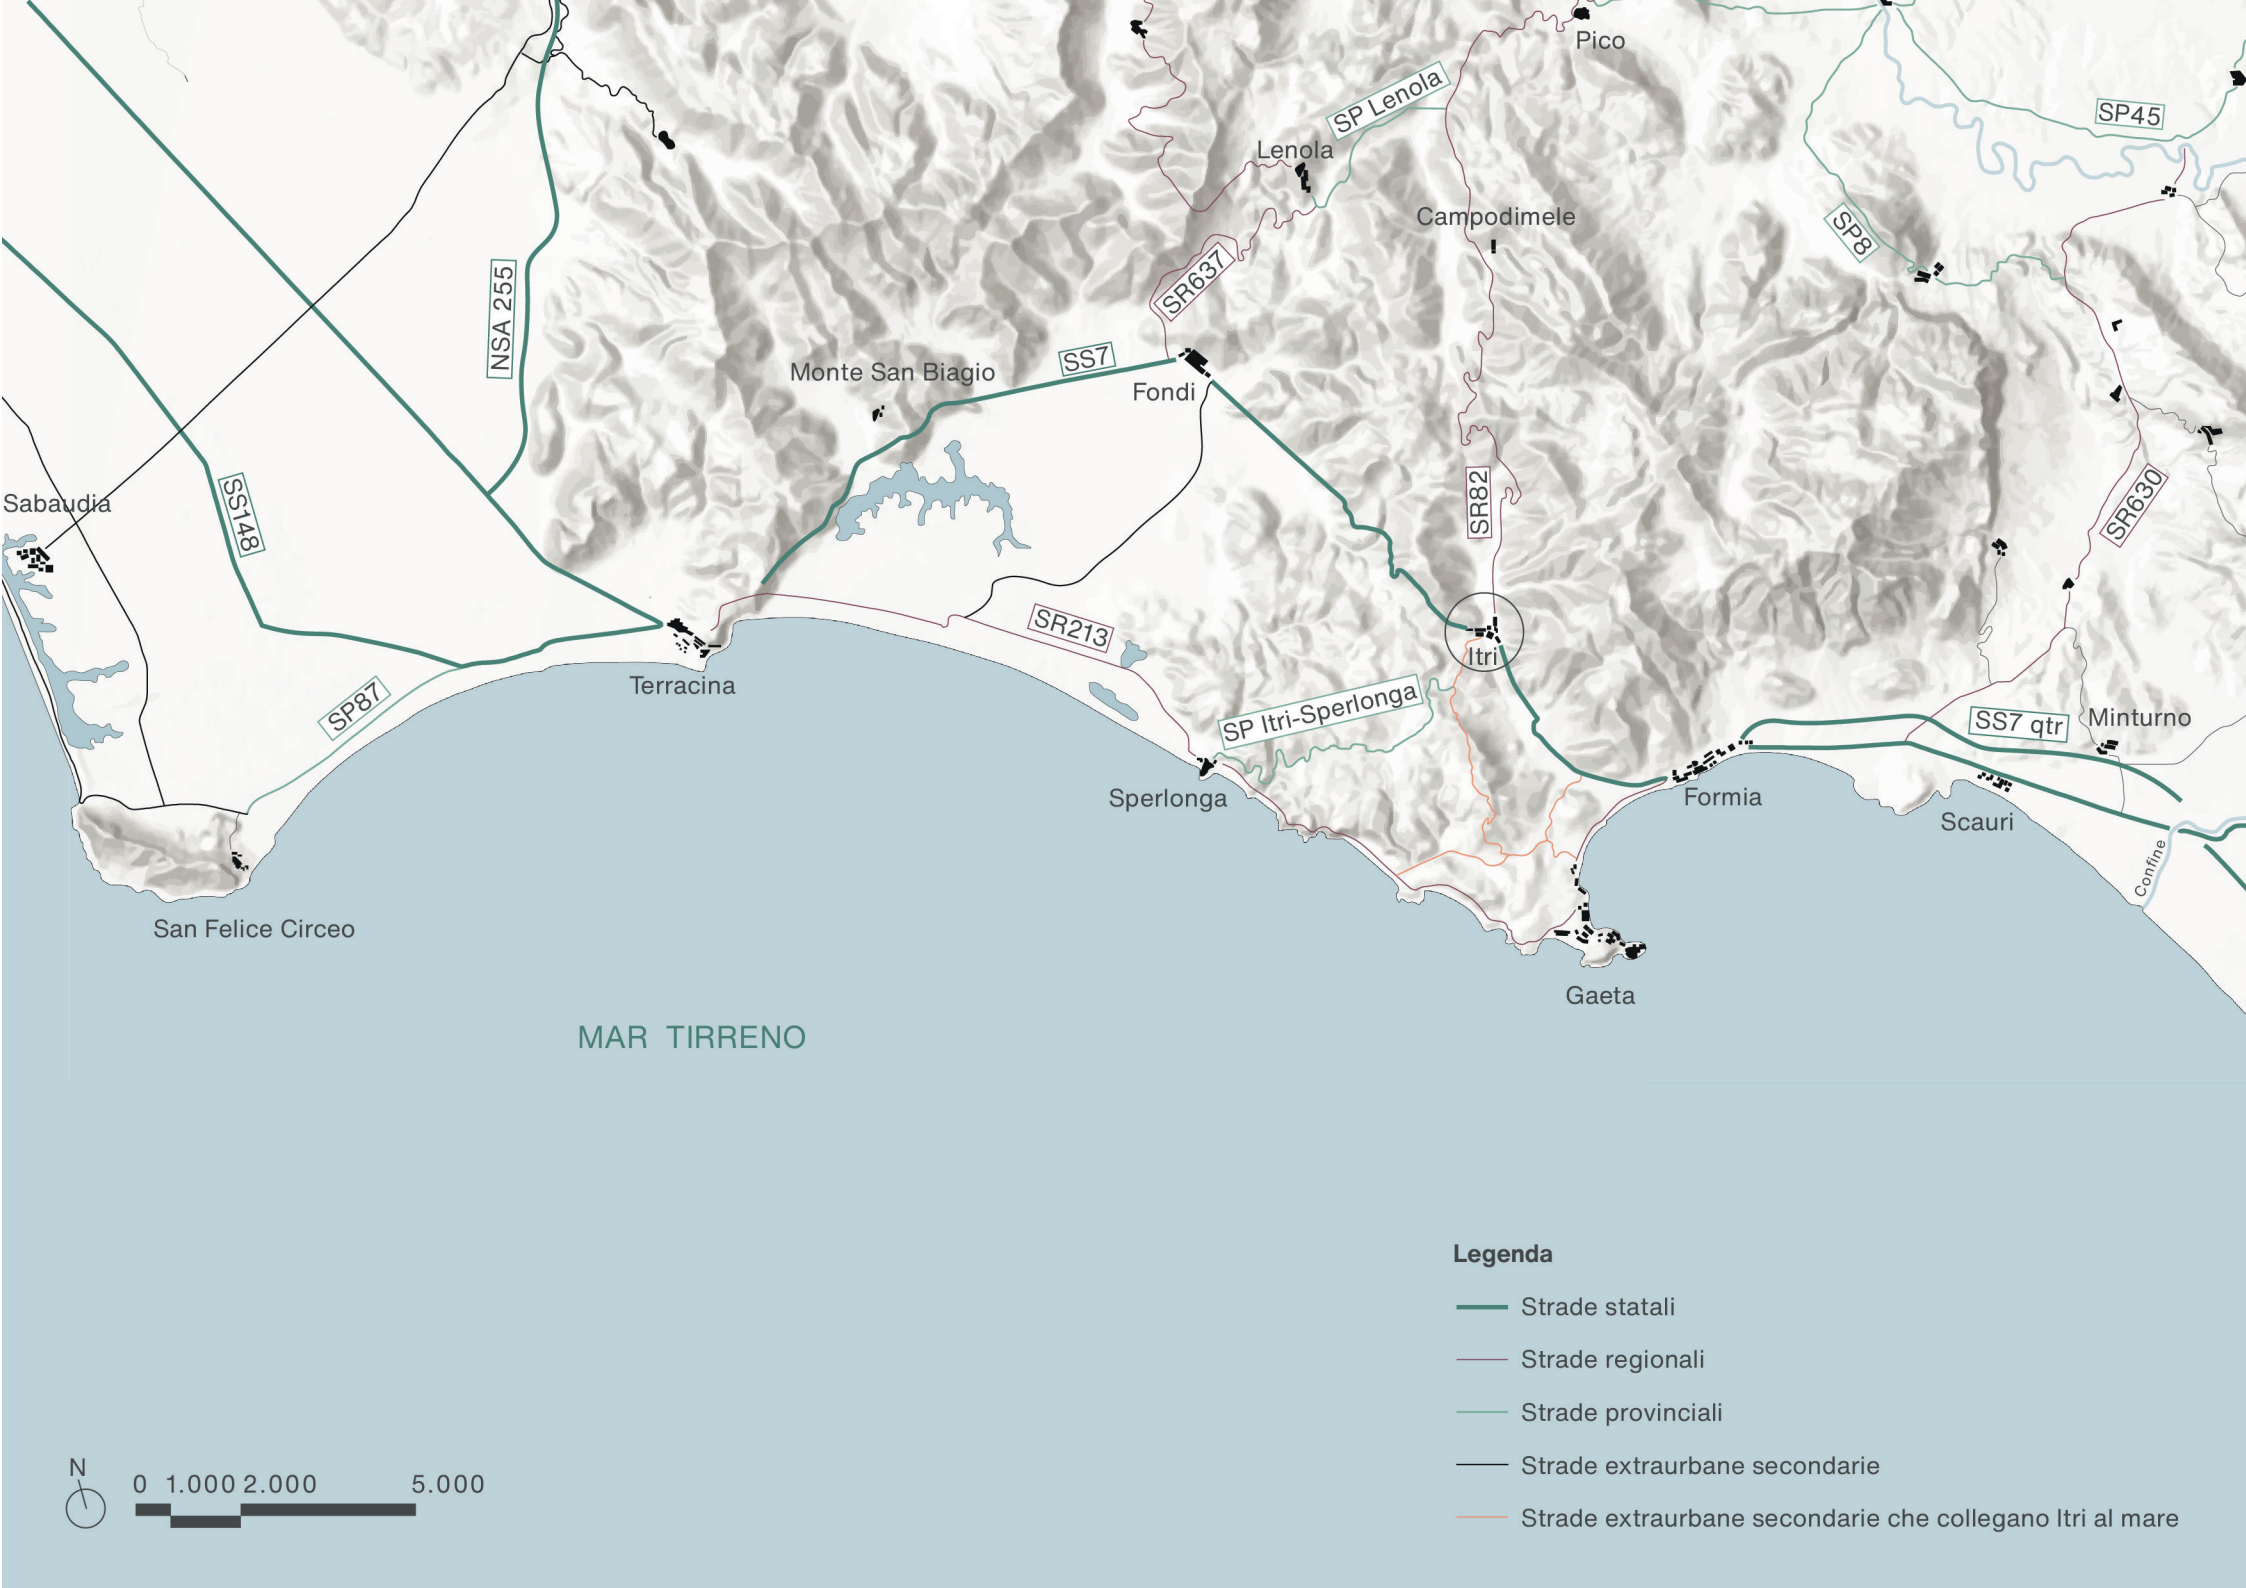 Pico
SP Lenola
SP45
Lenola
Campodimele
SP8
SR637
NSA 255
SS7
Monte San Biagio
Fondi
Sabaudia
SS148
SR82
SR630
SR213
Itri
Terracina
SP87
SP Itri-Sperlonga
SS7 qtr
Minturno
Sperlonga
Formia
Scauri
Confine
San Felice Circeo
Gaeta
MAR TIRRENO
Legenda
Strade statali
Strade regionali
Strade provinciali
Strade extraurbane secondarie
Strade extraurbane secondarie che collegano Itri al mare
N
0 1.000 2.000 5.000